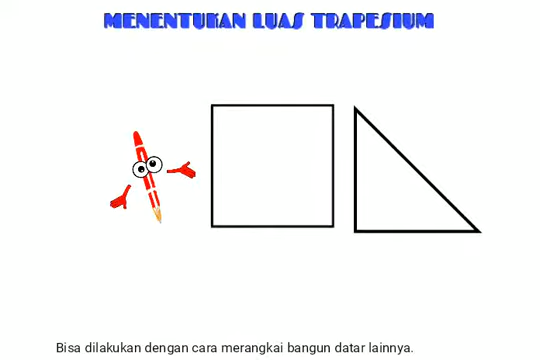 MENENTUKAN LUAS TRAPESIUM
Bisa dilakukan dengan cara merangkai bangun datar lainnya.